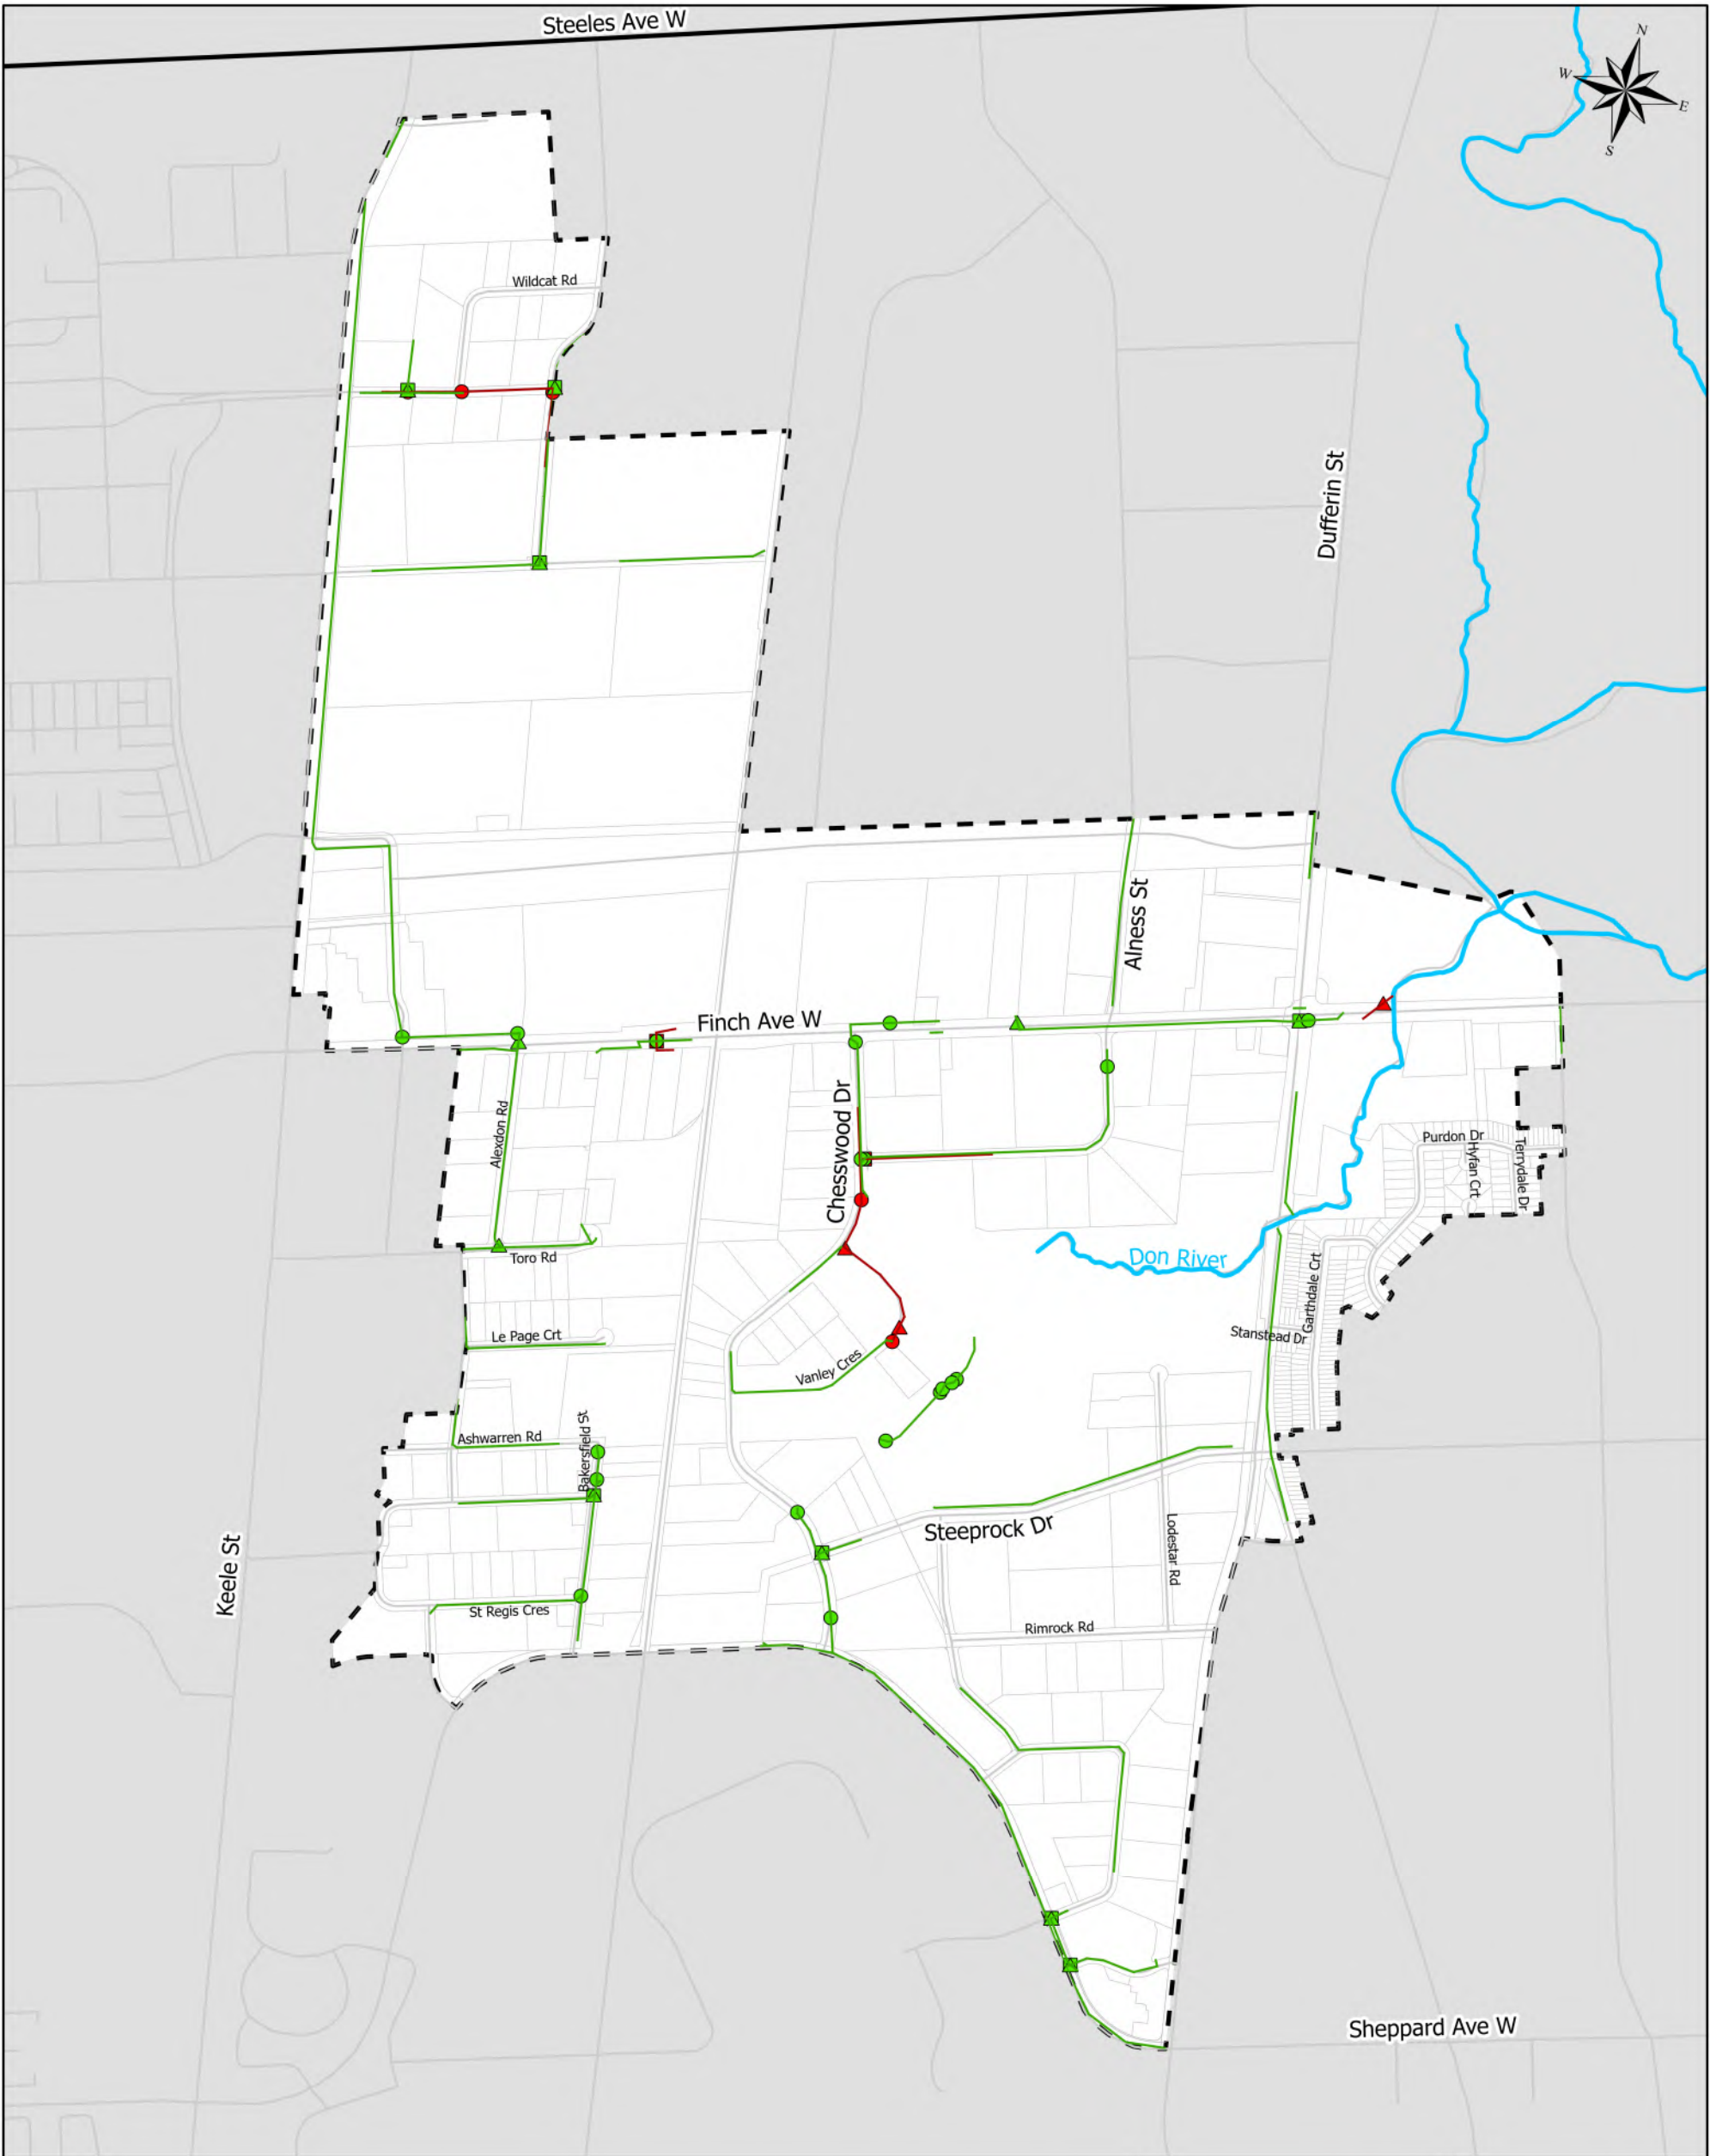 Steeles Ave W
N
W
E
S
Wildcat Rd
Dufferin St
Alness St
Finch Ave W
Chesswood Dr
Alexdon Rd
Purdon Dr
Hyfan Crt
Terrydale Dr
Toro Rd
Don River
Garthdale Crt
Le Page Crt
Stanstead Dr
Vanley Cres
Ashwarren Rd
Bakersfield St
Steeprock Dr
Lodestar Rd
Keele St
St Regis Cres
Rimrock Rd
Sheppard Ave W